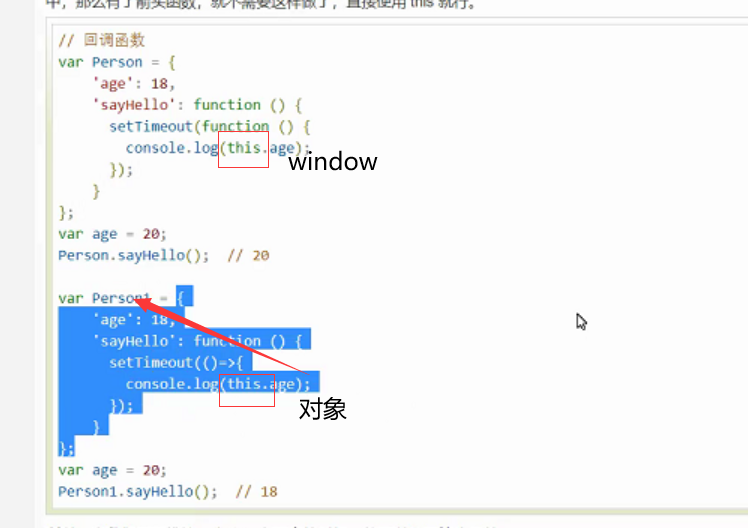 中，那么有了箭头函数，就不需要这样做了，直接使用 this 就行。
// 回调函数
var Person = {
'age': 18,
'sayHello': function () {
setTimeout(function () {
console.log(this.age);
});
}
};
var age = 20;
Person.sayHello(); // 20
window
var Person1 = {
'age': 18,
'sayHello': function () {
setTimeout(()=>{
console.log(this.age);
});
}
};
对象
var age = 20;
Person1.sayHello(); // 18